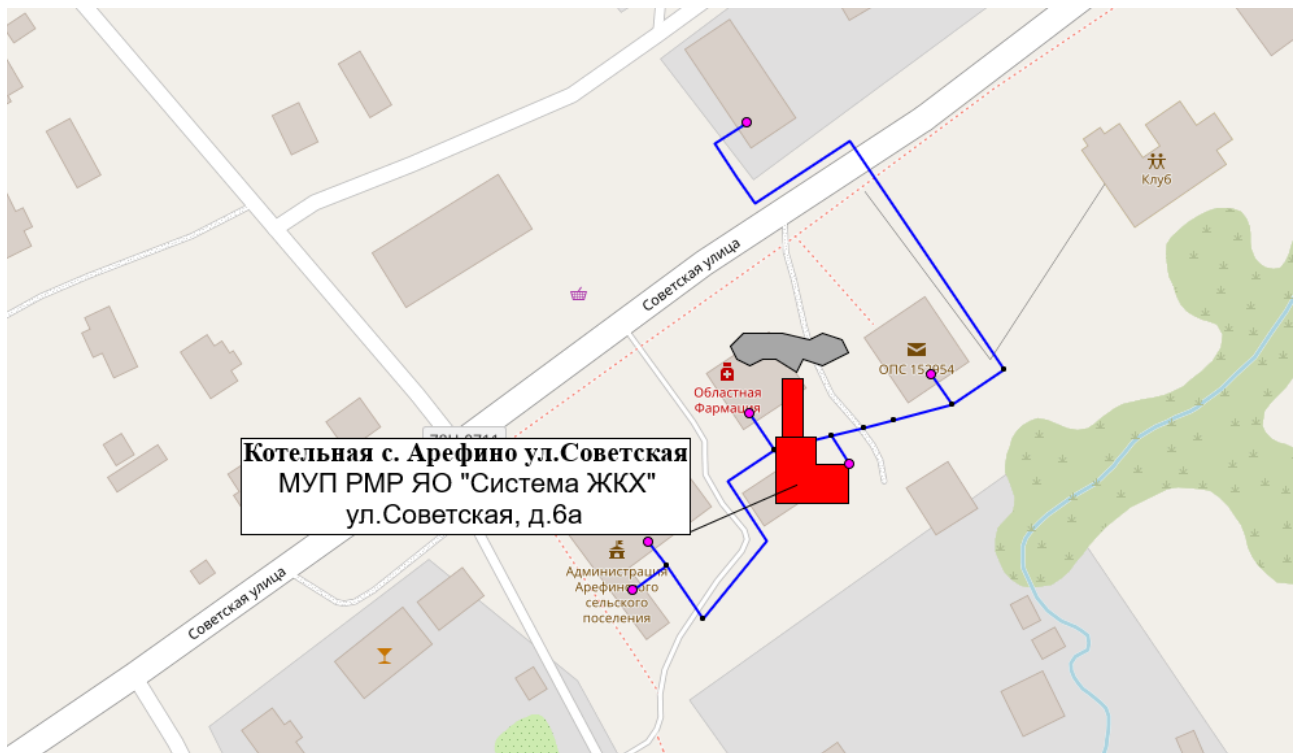 Клуб
Советская улица
ОПС 152954
Областная
Фармация
Котельная с. Арефино ул.Советская
МУП РМР ЯО "Система ЖКХ"
ул.Советская, д.6а
Администрация
Арефинского
сельского
поселения
Советская улица